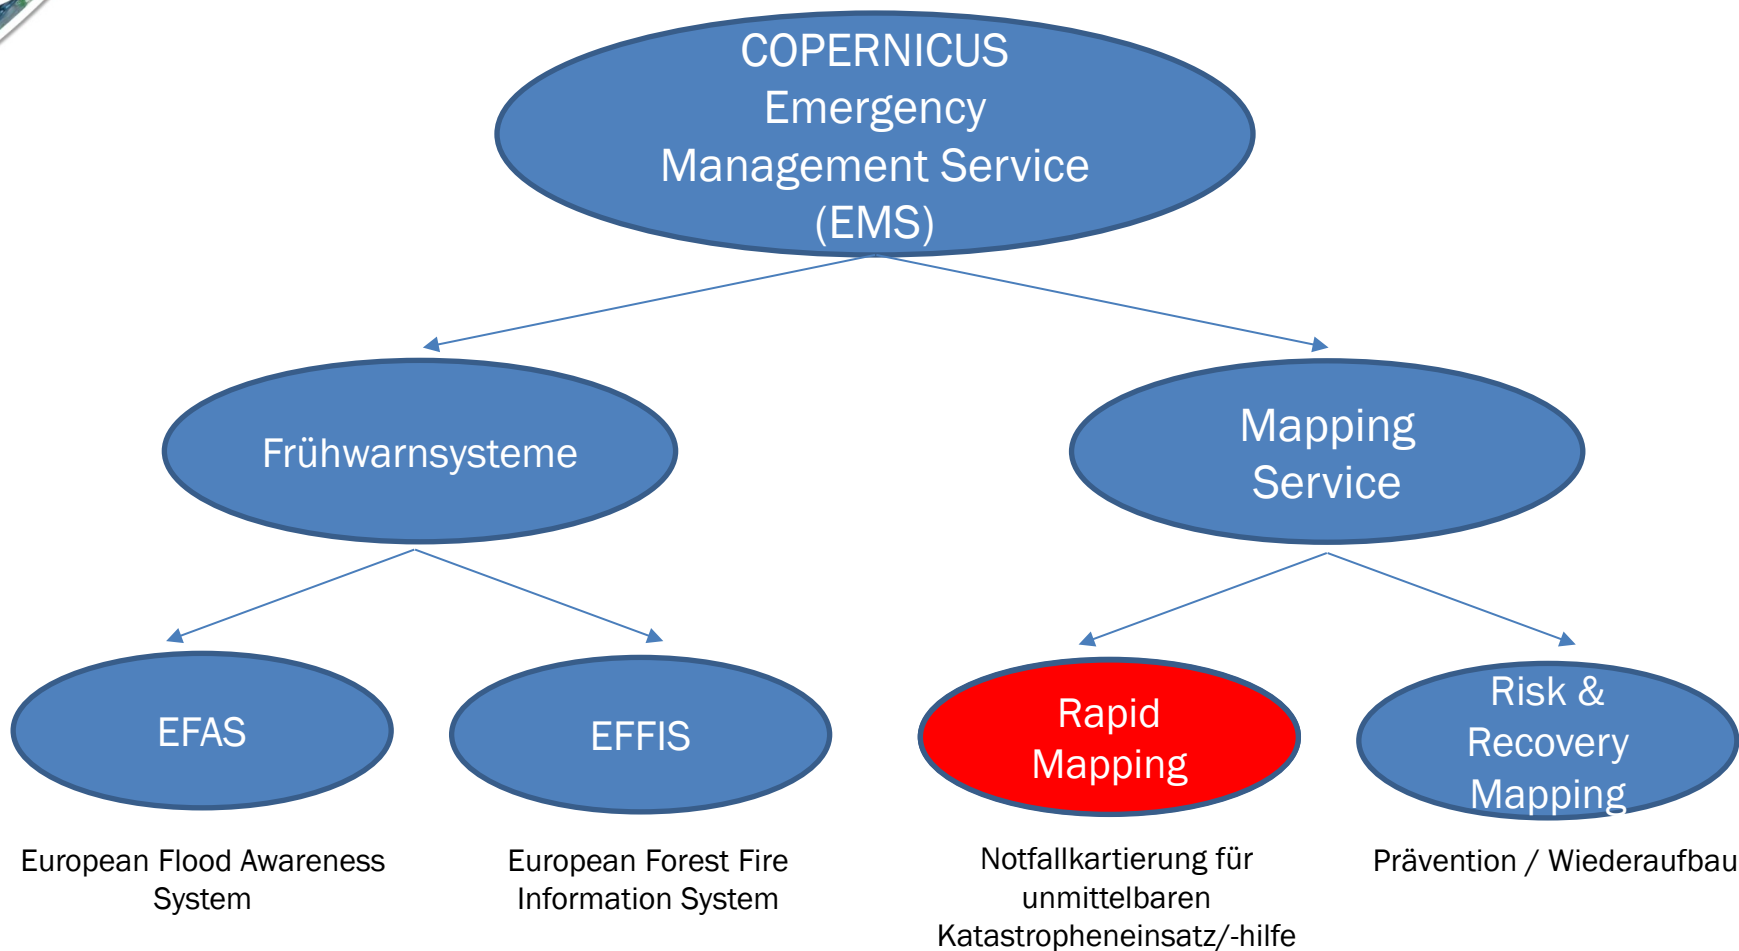 COPERNICUS
Emergency
Management Service
(EMS)
Frühwarnsysteme
Mapping
Service
EFAS
EFFIS
Rapid
Mapping
Risk &
Recovery
Mapping
European Flood Awareness
System
European Forest Fire
Information System
Notfallkartierung für
unmittelbaren
Katastropheneinsatz/-hilfe
Prävention / Wiederaufbau